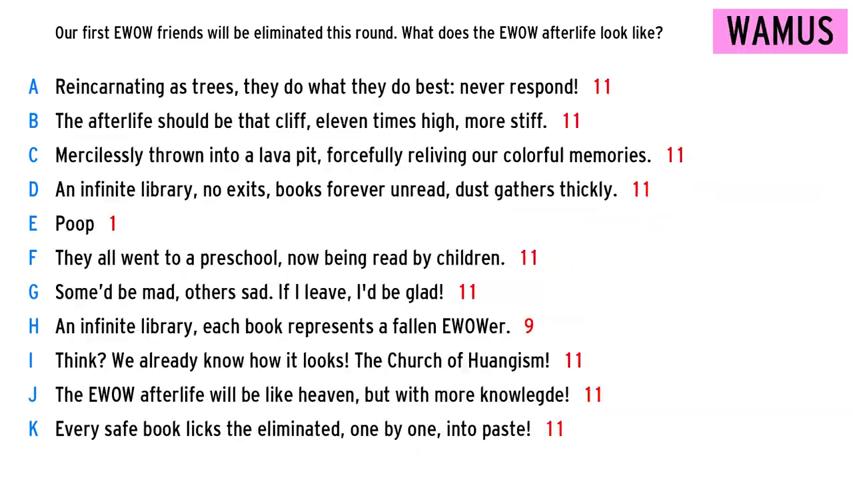 Our first EWOW friends will be eliminated this round. What does the EWOW afterlife look like?
WAMUS
A Reincarnating as trees, they do what they do best: never respond! 11
B The afterlife should be that cliff, eleven times high, more stiff. 11
C Mercilessly thrown into a lava pit, forcefully reliving our colorful memories. 11
D An infinite library, no exits, books forever unread, dust gathers thickly. 11
E Poop 1
F They all went to a preschool, now being read by children. 11
G Some'd be mad, others sad. If I leave, I'd be glad! 11
H An infinite library, each book represents a fallen EWOWer. 9
I Think? We already know how it looks! The Church of Huangism! 11
J The EWOW afterlife will be like heaven, but with more knowlegde! 11
K Every safe book licks the eliminated, one by one, into paste! 11